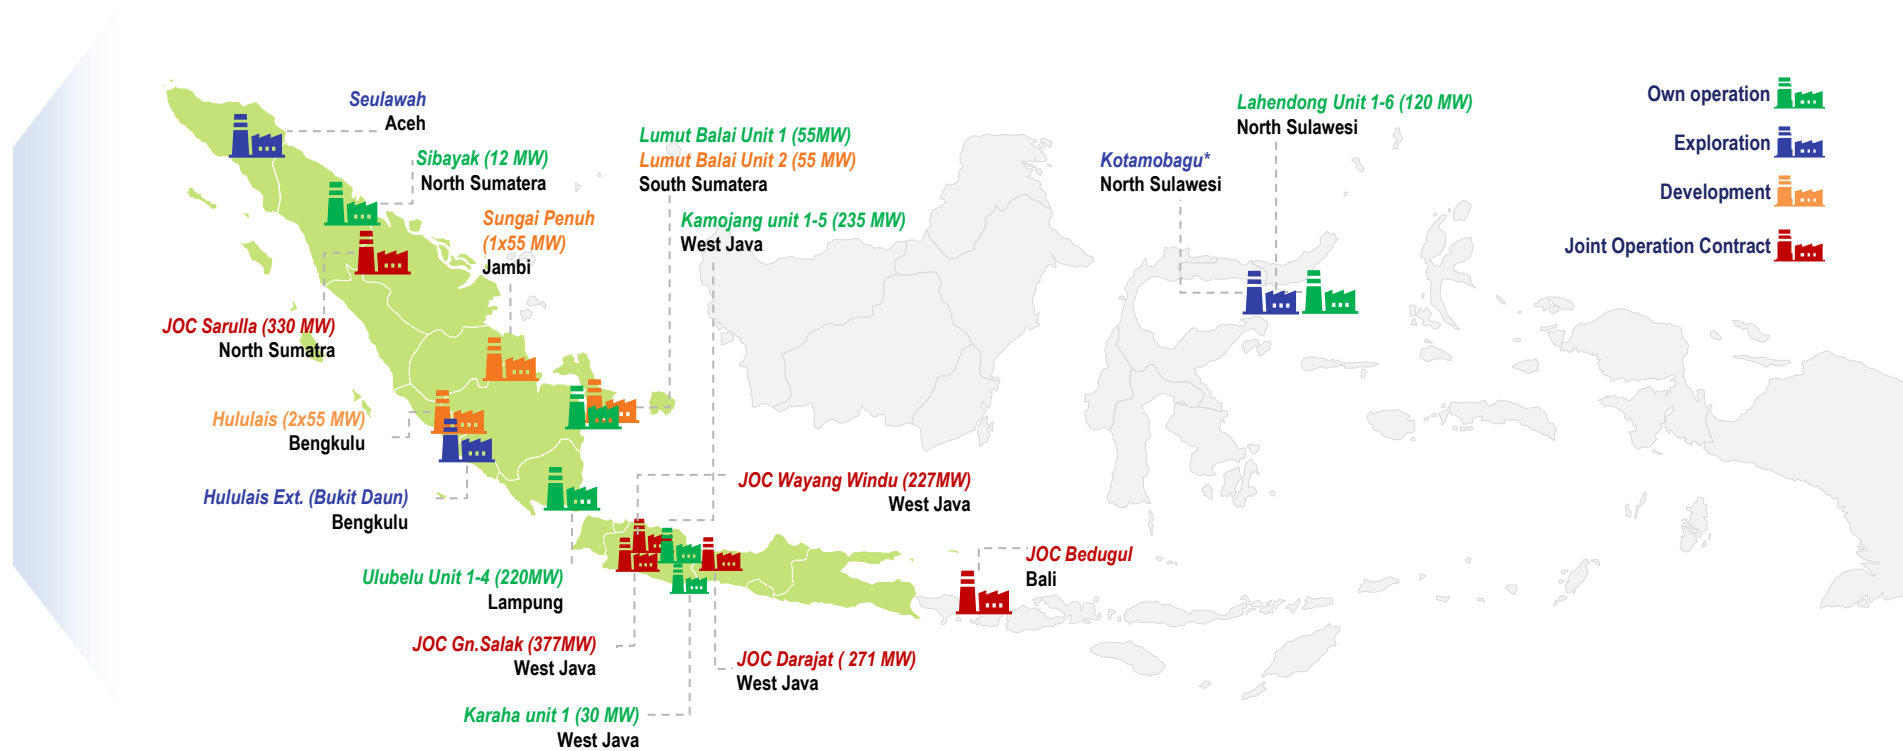 Seulawah
Aceh
Sibayak (12 MW)
North Sumatera
Sungai Penuh
(1x55 MW)
Jambi
Lumut Balai Unit 1 (55MW)
Lumut Balai Unit 2 (55 MW)
South Sumatera
Kamojang unit 1-5 (235 MW)
West Java
Kotamobagu*
North Sulawesi
Lahendong Unit 1-6 (120 MW)
North Sulawesi
Own operation
Exploration
Development
Joint Operation Contract
JOC Sarulla (330 MW)
North Sumatra
Hululais (2x55 MW)
Bengkulu
Hululais Ext. (Bukit Daun)
Bengkulu
JOC Wayang Windu (227MW)
West Java
Ulubelu Unit 1-4 (220MW)
Lampung
JOC Bedugul
Bali
JOC Gn.Salak (377MW)
West Java
JOC Darajat ( 271 MW)
West Java
Karaha unit 1 (30 MW)
West Java